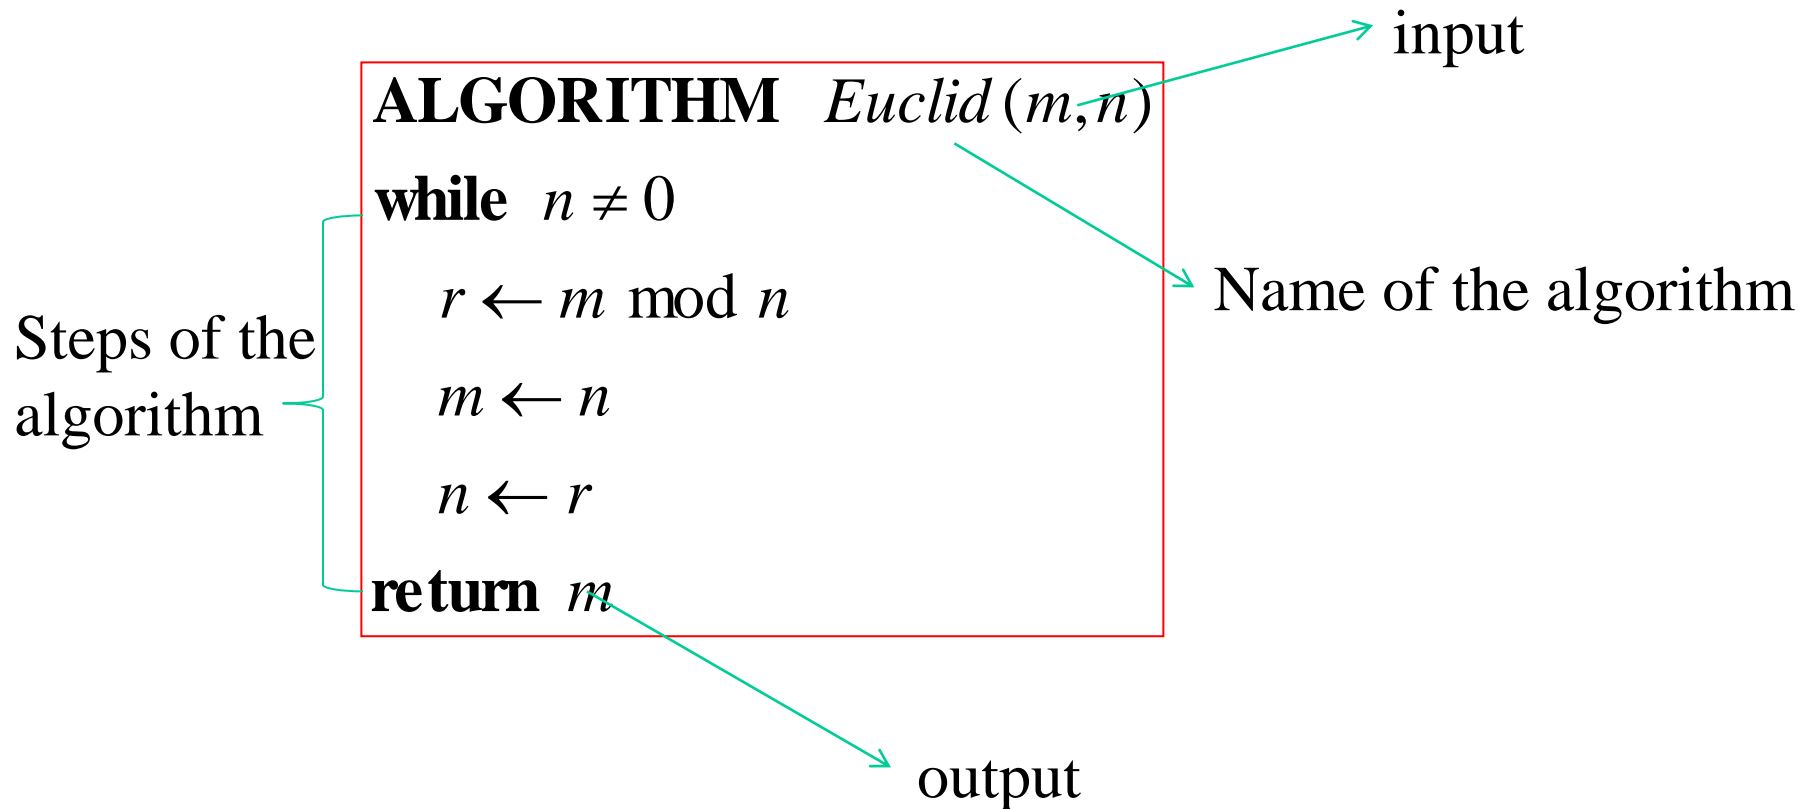 input
ALGORITHM Euclid (m,n)
while n ≠ 0
Name of the algorithm
r ← m mod n
Steps of the
algorithm
m ← n
n ← r
return m
output